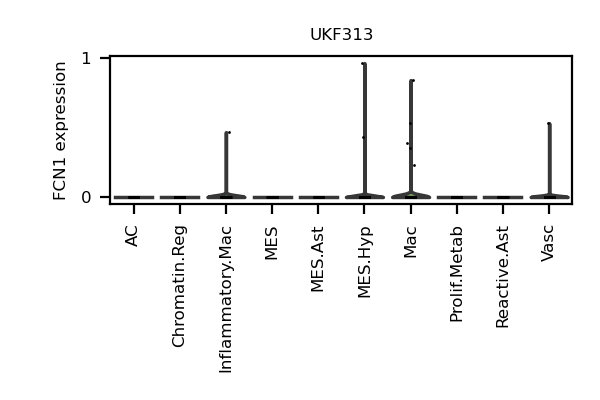 UKF313
FCN1 expression
1
0
AC
Chromatin.Reg
Inflammatory.Mac
MES
MES.Ast
MES.Hyp
Mac
Prolif.Metab
Reactive.Ast
Vasc